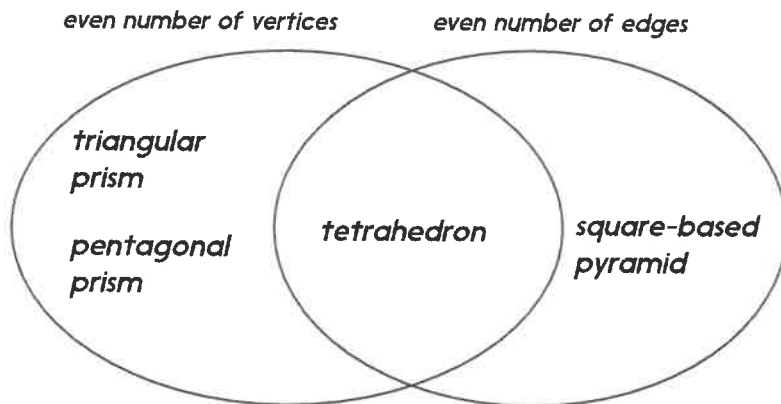 even number of vertices
even number of edges
triangular
prism
pentagonal
prism
tetrahedron
square-based
pyramid